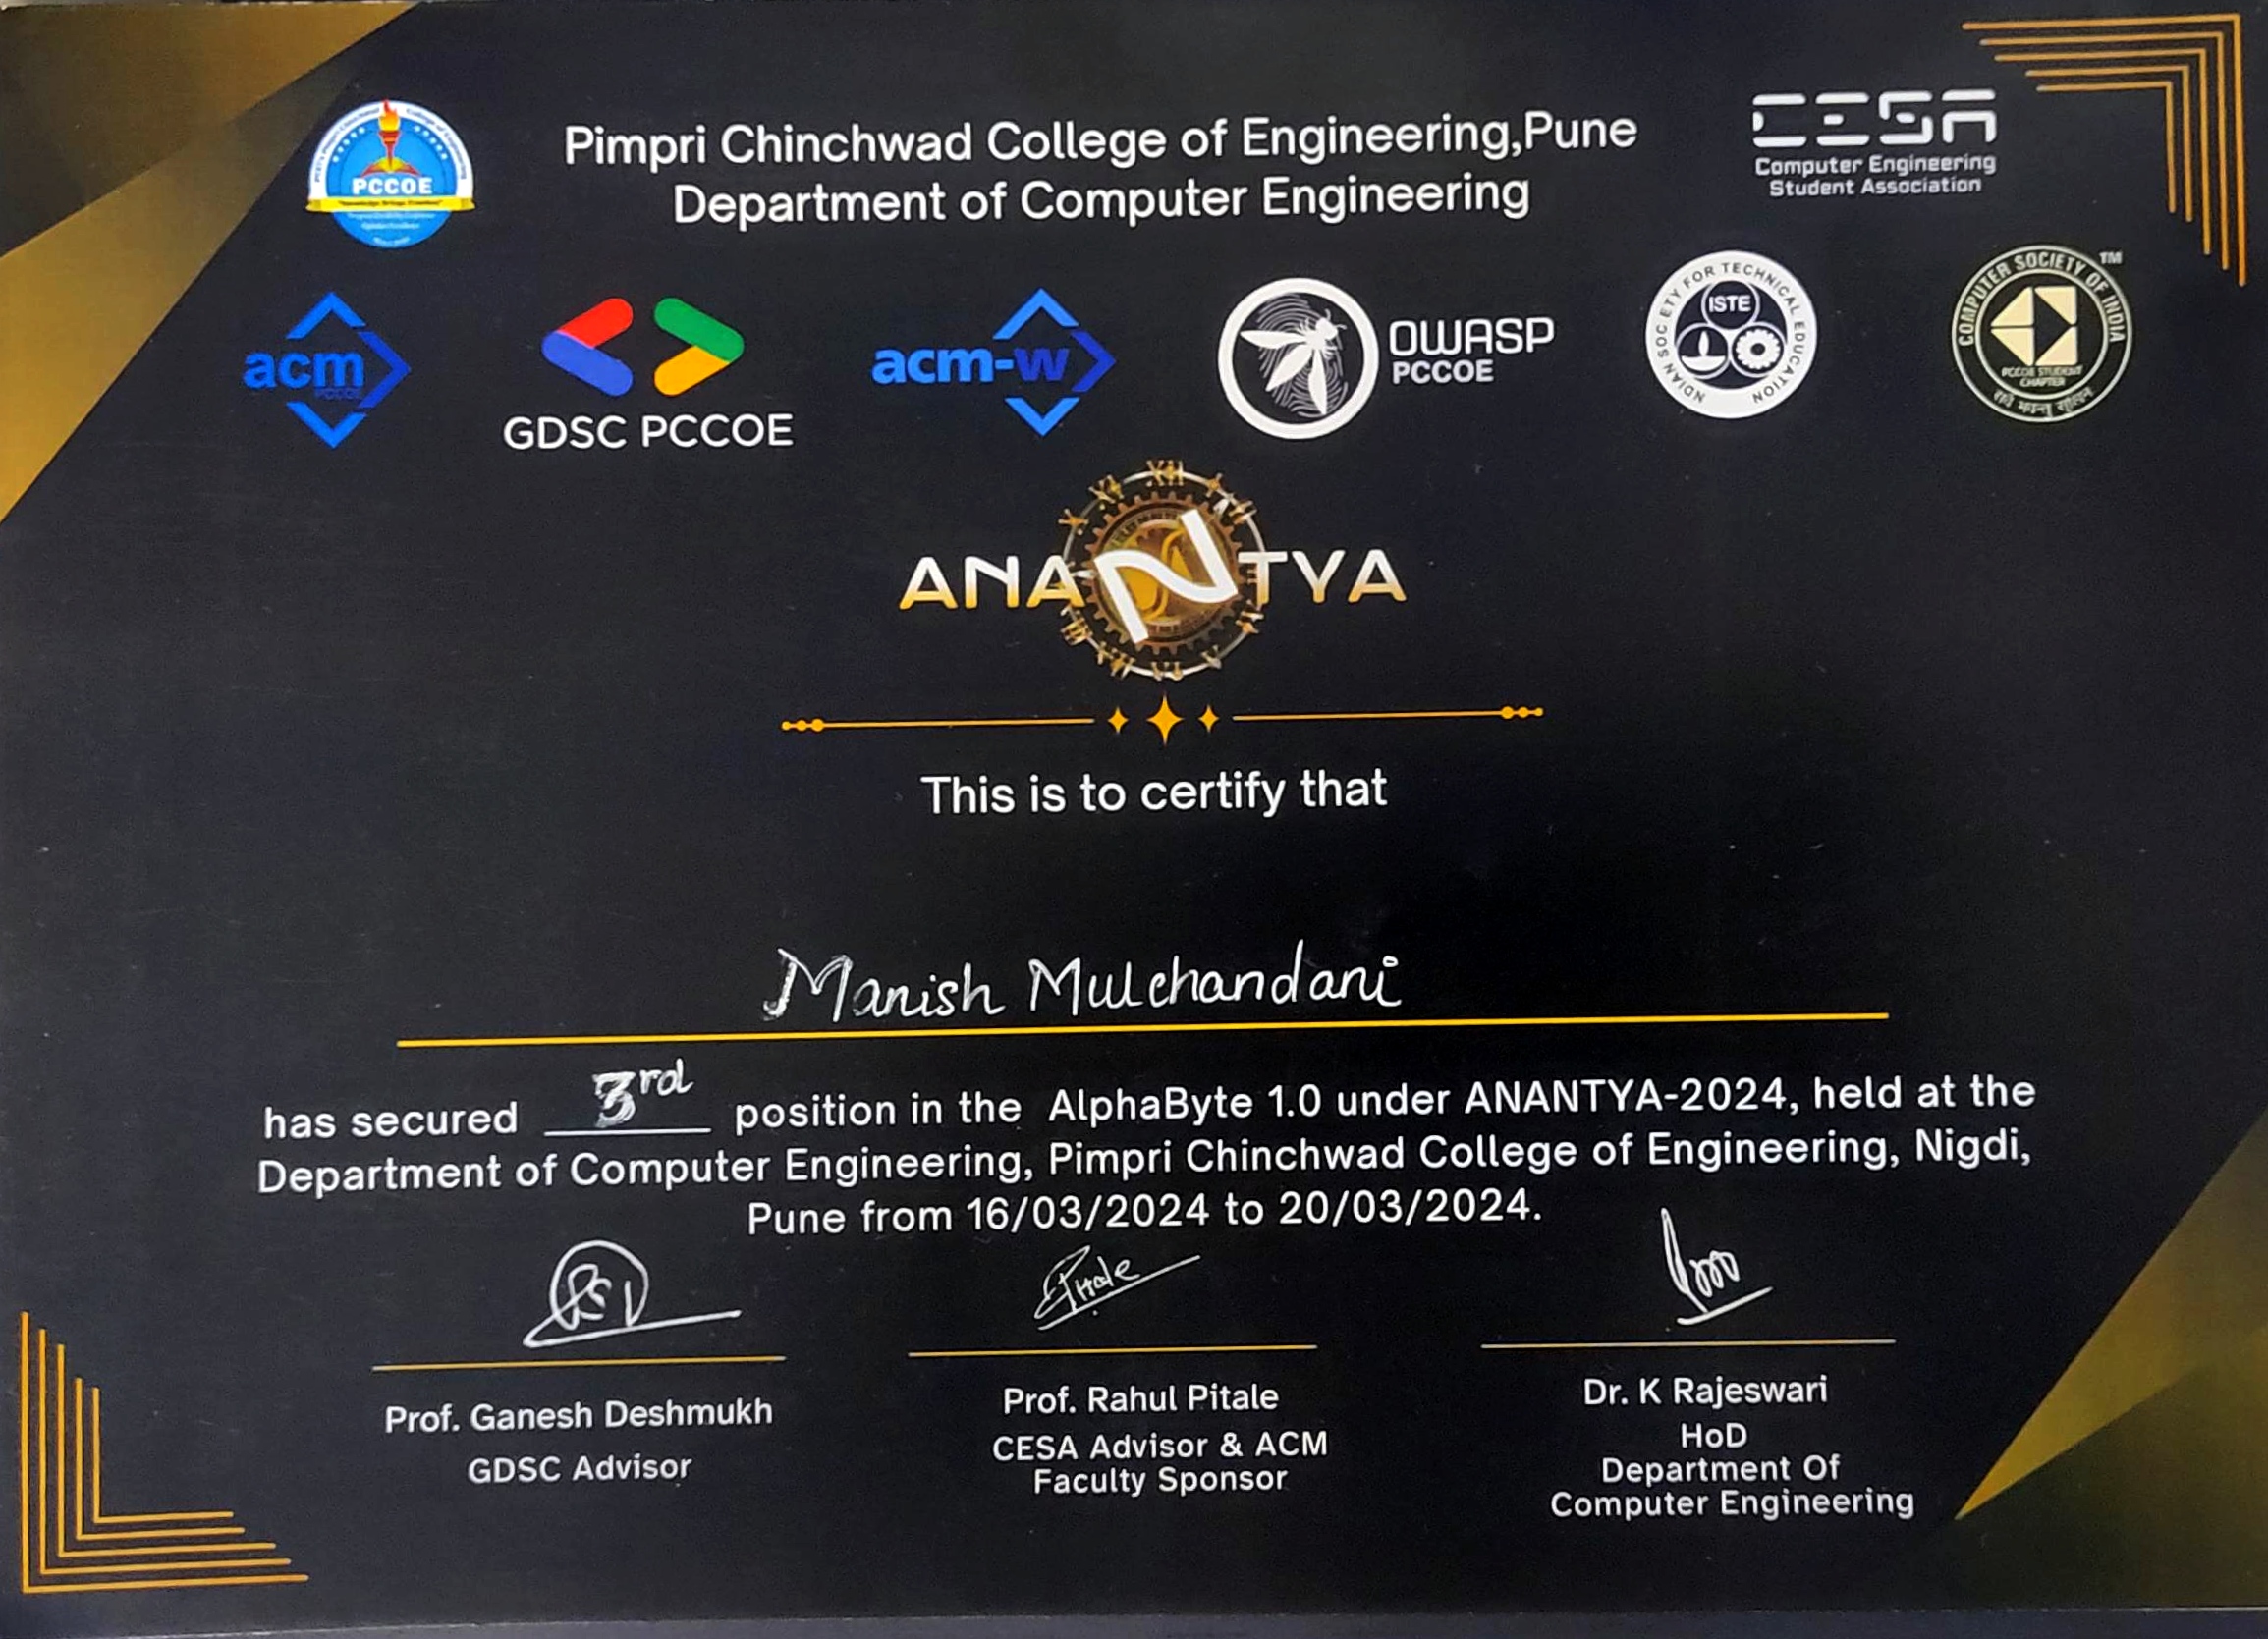 PCCOE
"Knowledge Brings Freedom"
Pimpri Chinchwad College of Engineering,Pune
Department of Computer Engineering
CESA
Computer Engineering
Student Association
acm
PCCOE
GDSC PCCOE
acm-w
OWASP
PCCOE
INDIAN SOCIETY FOR TECHNICAL EDUCATION
ISTE
COMPUTER SOCIETY OF INDIA
TM
PCCOE STUDENT
CHAPTER
ANANTYA
This is to certify that
Manish Mulchandani
has secured 3rd position in the AlphaByte 1.0 under ANANTYA-2024, held at the
Department of Computer Engineering, Pimpri Chinchwad College of Engineering, Nigdi,
Pune from 16/03/2024 to 20/03/2024.
Prof. Ganesh Deshmukh
GDSC Advisor
Prof. Rahul Pitale
CESA Advisor & ACM
Faculty Sponsor
Dr. K Rajeswari
HoD
Department Of
Computer Engineering